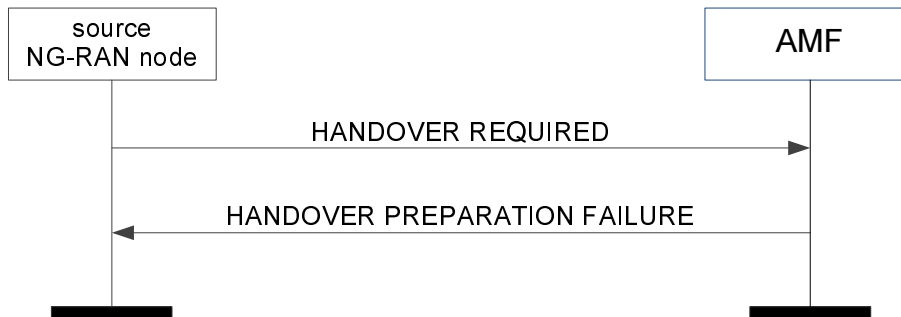 source
NG-RAN node
AMF
HANDOVER REQUIRED
HANDOVER PREPARATION FAILURE